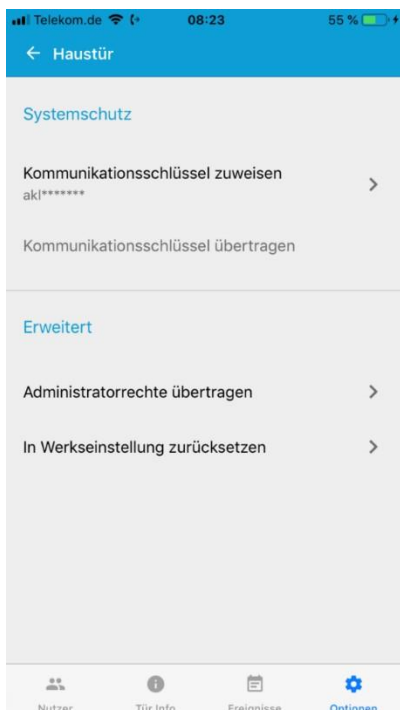 Telekom.de 08:23 55 %
Haustür
Systemschutz
Kommunikationsschlüssel zuweisen
akl*******
Kommunikationsschlüssel übertragen
Erweitert
Administratorrechte übertragen
In Werkseinstellung zurücksetzen
Nutzer Tür Info Ereignisse Optionen